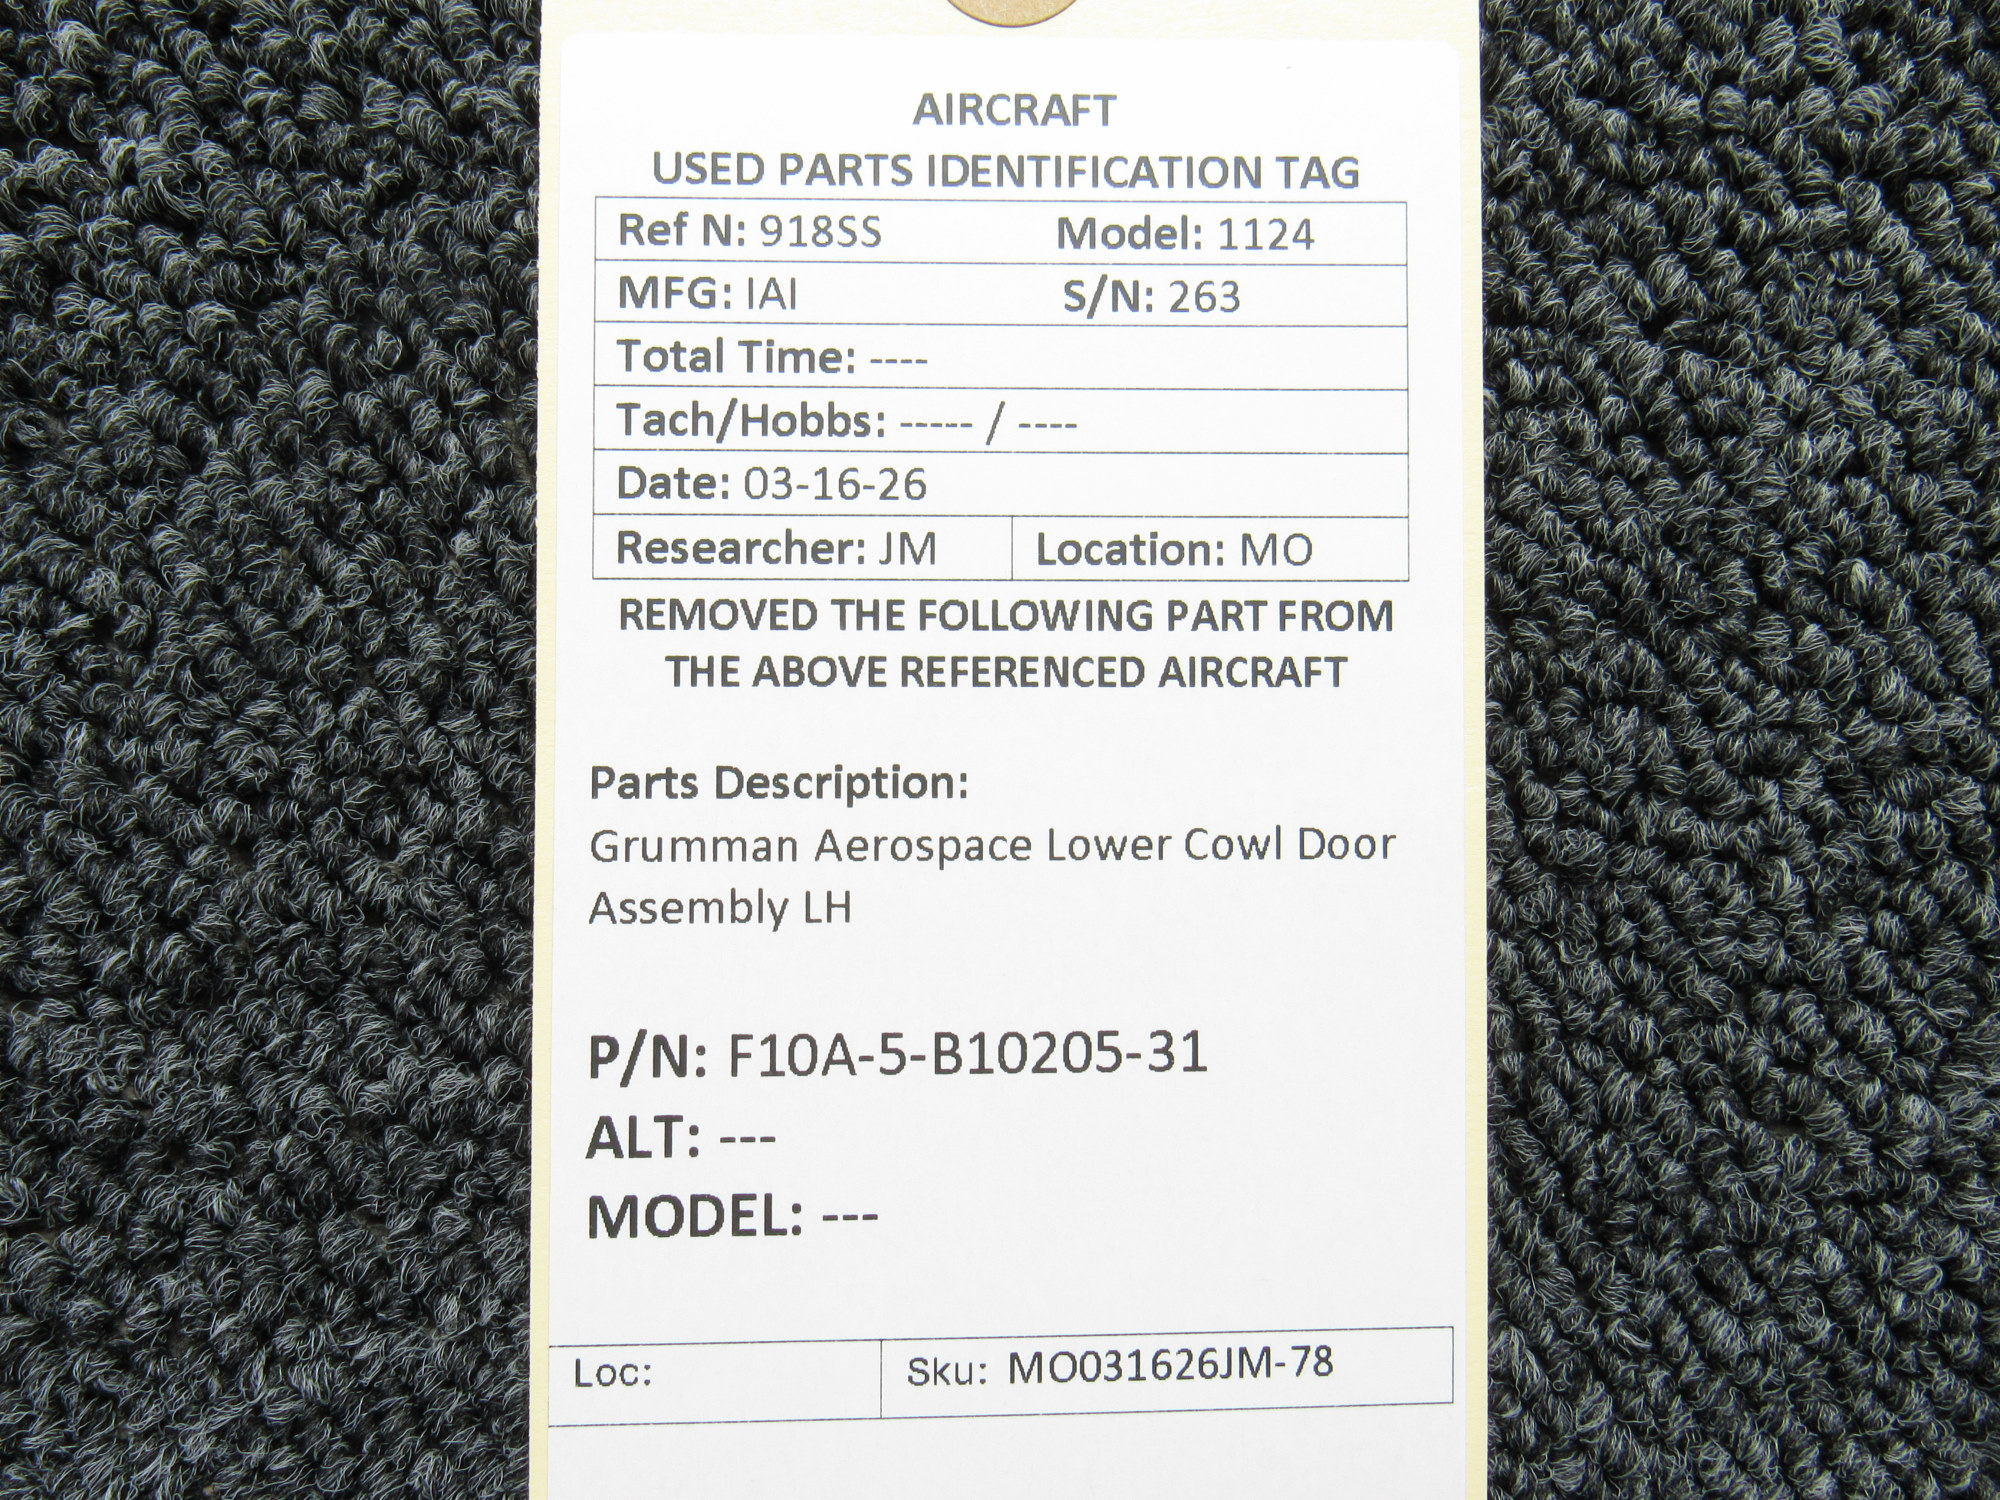 AIRCRAFT
USED PARTS IDENTIFICATION TAG
Ref N: 918SS Model: 1124
MFG: IAI S/N: 263
Total Time: ----
Tach/Hobbs: ----- / ----
Date: 03-16-26
Researcher: JM Location: MO
REMOVED THE FOLLOWING PART FROM
THE ABOVE REFERENCED AIRCRAFT
Parts Description:
Grumman Aerospace Lower Cowl Door
Assembly LH
P/N: F10A-5-B10205-31
ALT: ---
MODEL: ---
Loc: Sku: MO031626JM-78